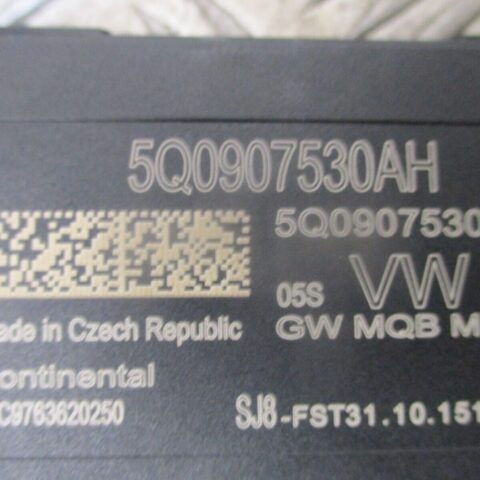 5Q0907530AH
5Q0907530
05S VW
ade in Czech Republic GW MQB M
ontinental
C9763620250 SJ8-FST31.10.151